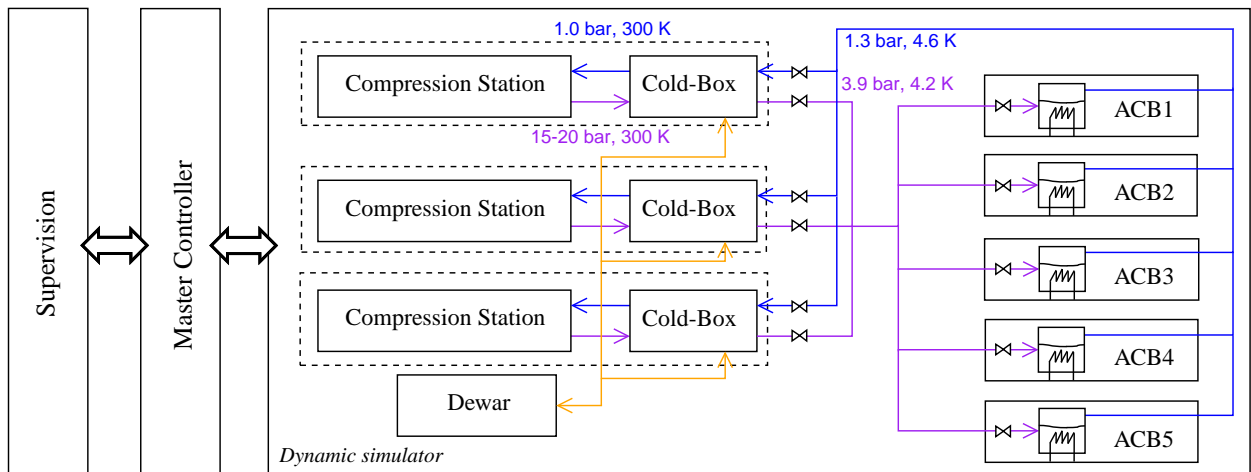 Supervision
Master Controller
1.0 bar, 300 K
1.3 bar, 4.6 K
Compression Station
Cold-Box
3.9 bar, 4.2 K
15-20 bar, 300 K
ACB1
Compression Station
Cold-Box
ACB2
ACB3
Compression Station
Cold-Box
ACB4
Dewar
ACB5
Dynamic simulator